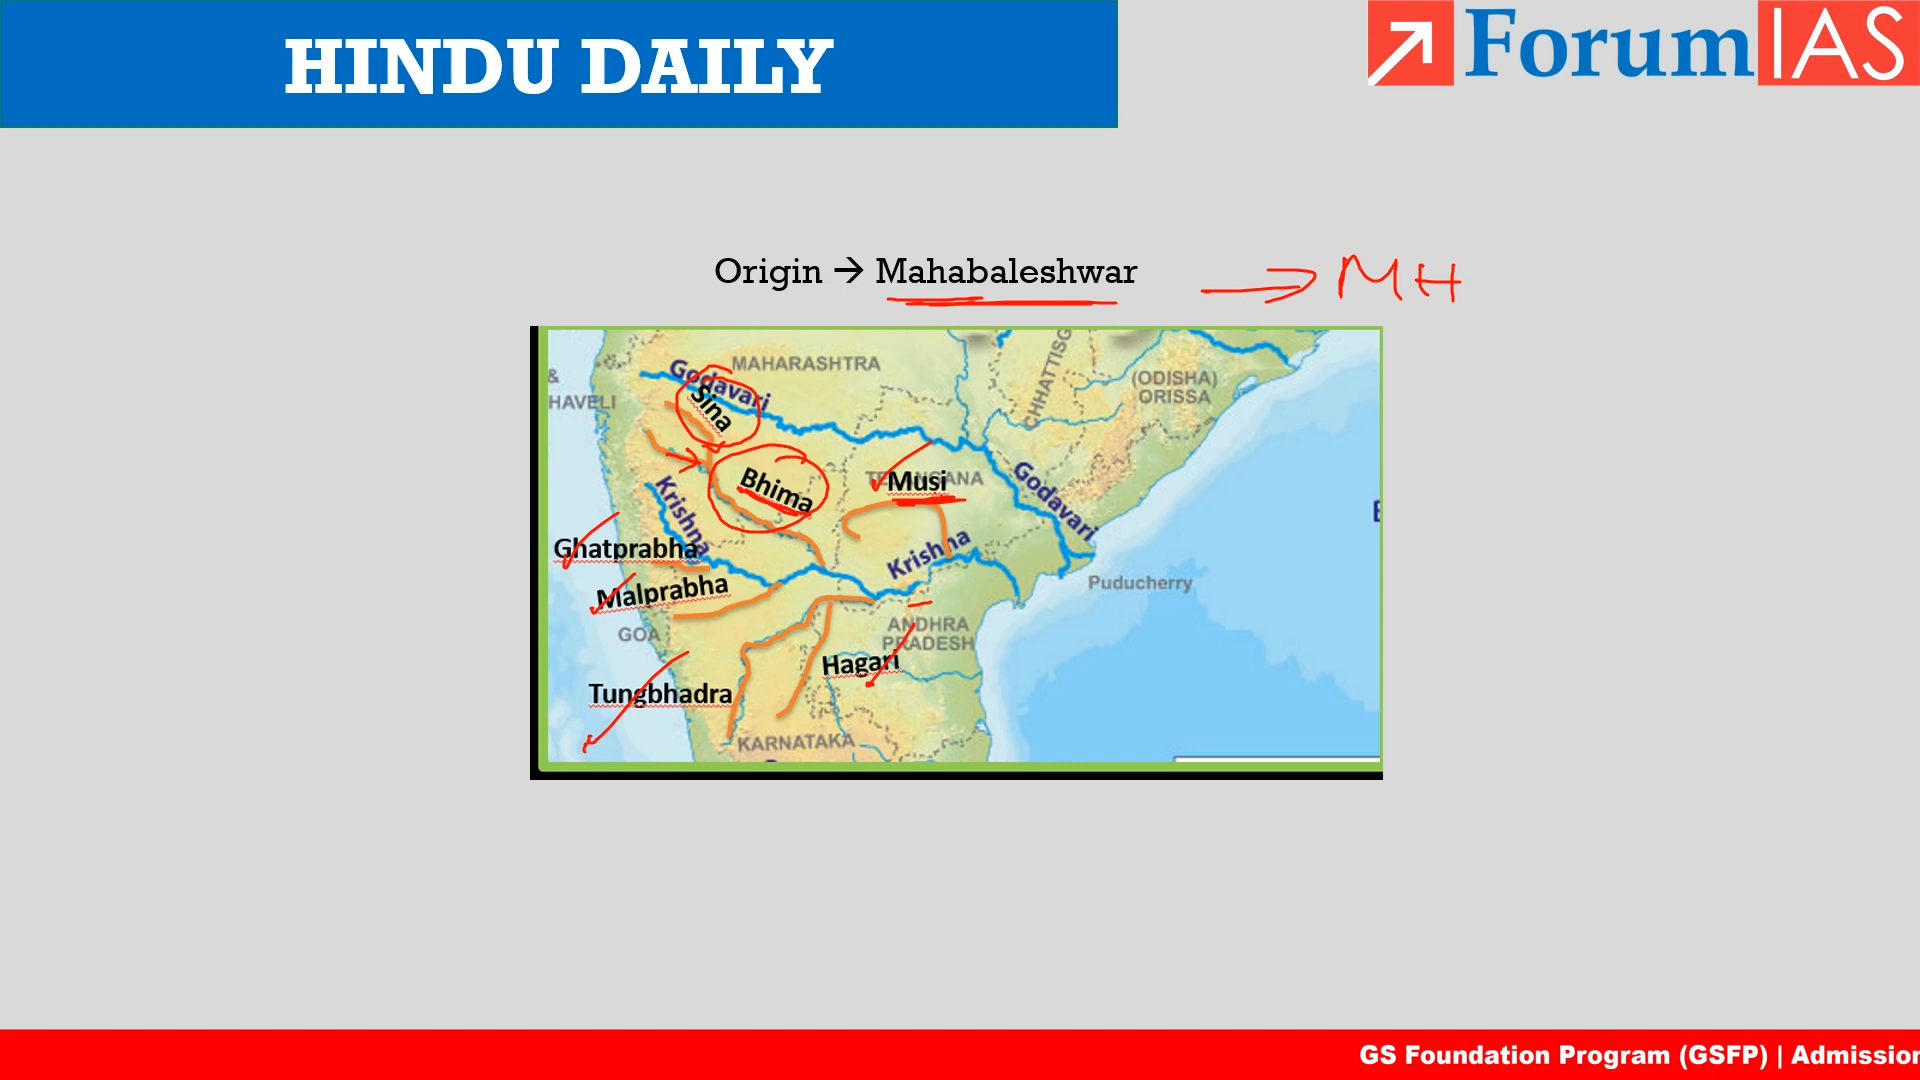 HINDU DAILY
Forum IAS
Origin → Mahabaleshwar → MH
MAHARASHTRA
Godavari
Sina
&
HAVELI
CHHATTISG
(ODISHA)
ORISSA
Bhima
TELANGANA
Musi
Godavari
Krishna
Krishna
Ghatprabha
Malprabha
Puducherry
GOA
ANDHRA
PRADESH
Hagari
Tungbhadra
KARNATAKA
GS Foundation Program (GSFP) | Admission